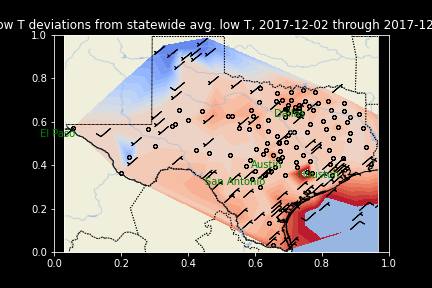 ow T deviations from statewide avg. low T, 2017-12-02 through 2017-12
1.0
0.8
0.6
0.4
0.2
0.0
El Paso
Dallas
Austin
Houston
San Antonio
0.0 0.2 0.4 0.6 0.8 1.0